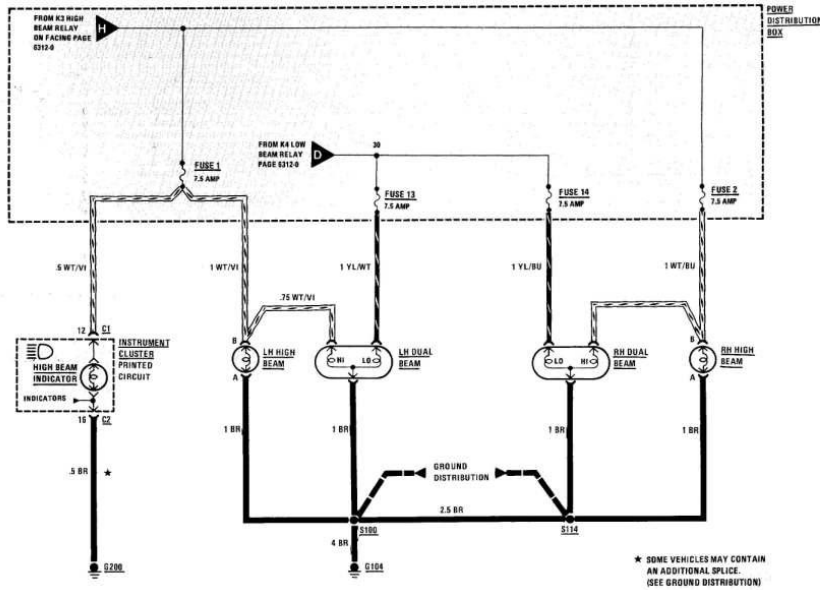 FROM K3 HIGH
BEAM RELAY
ON FACING PAGE
6312-0
H
POWER
DISTRIBUTION
BOX
FROM K4 LOW
BEAM RELAY
PAGE 6312-0
D
30
FUSE 1
7.5 AMP
FUSE 13
7.5 AMP
FUSE 14
7.5 AMP
FUSE 2
7.5 AMP
.5 WT/VI
1 WT/VI
1 YL/WT
1 YL/BU
1 WT/BU
.75 WT/VI
12 C1
INSTRUMENT
CLUSTER
PRINTED
CIRCUIT
HIGH BEAM
INDICATOR
INDICATORS
16 C2
B
LH HIGH
BEAM
A
HI
LO
LH DUAL
BEAM
LO
HI
RH DUAL
BEAM
B
RH HIGH
BEAM
A
1 BR
1 BR
1 BR
1 BR
.5 BR ★
GROUND
DISTRIBUTION
2.5 BR
S100
S114
4 BR
G200
G104
★ SOME VEHICLES MAY CONTAIN
AN ADDITIONAL SPLICE.
(SEE GROUND DISTRIBUTION)